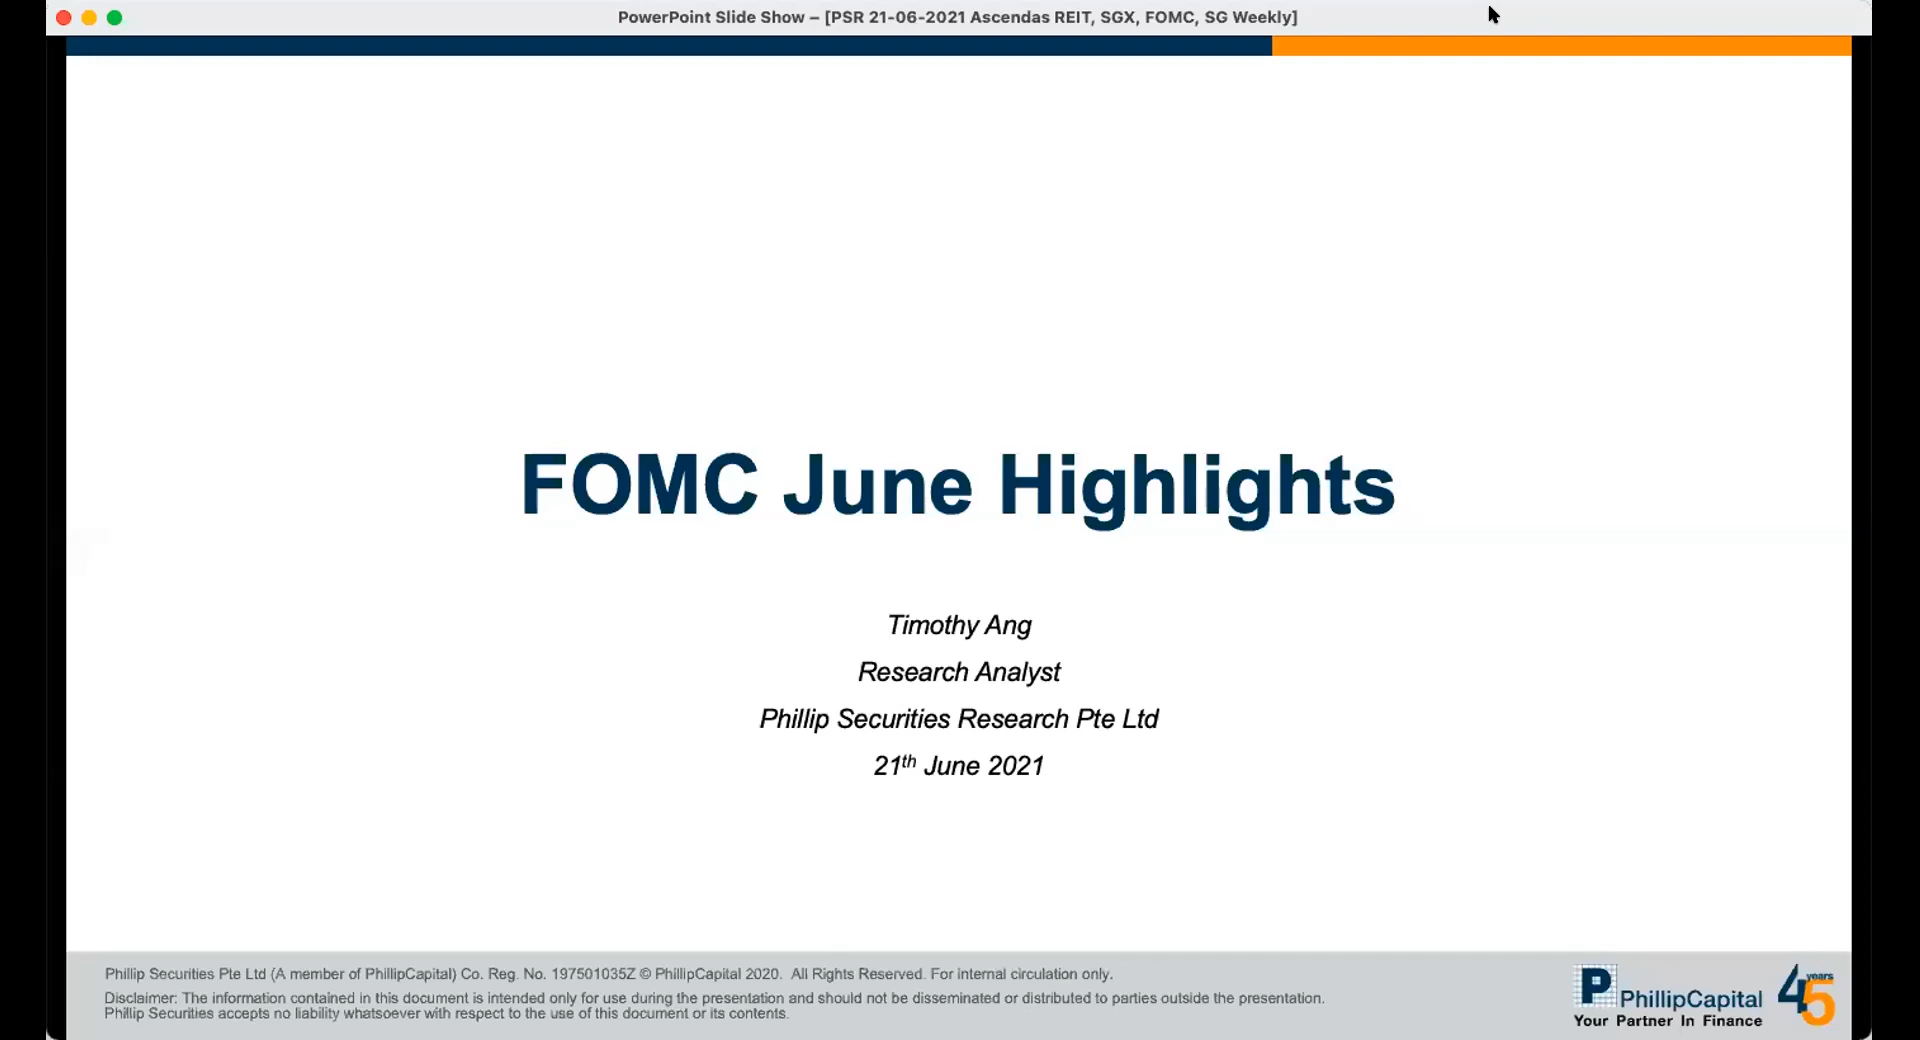 PowerPoint Slide Show – [PSR 21-06-2021 Ascendas REIT, SGX, FOMC, SG Weekly]
FOMC June Highlights
Timothy Ang
Research Analyst
Phillip Securities Research Pte Ltd
21th June 2021
Phillip Securities Pte Ltd (A member of PhillipCapital) Co. Reg. No. 197501035Z © PhillipCapital 2020. All Rights Reserved. For internal circulation only.
Disclaimer: The information contained in this document is intended only for use during the presentation and should not be disseminated or distributed to parties outside the presentation.
Phillip Securities accepts no liability whatsoever with respect to the use of this document or its contents.
P PhillipCapital
Your Partner In Finance
45 years